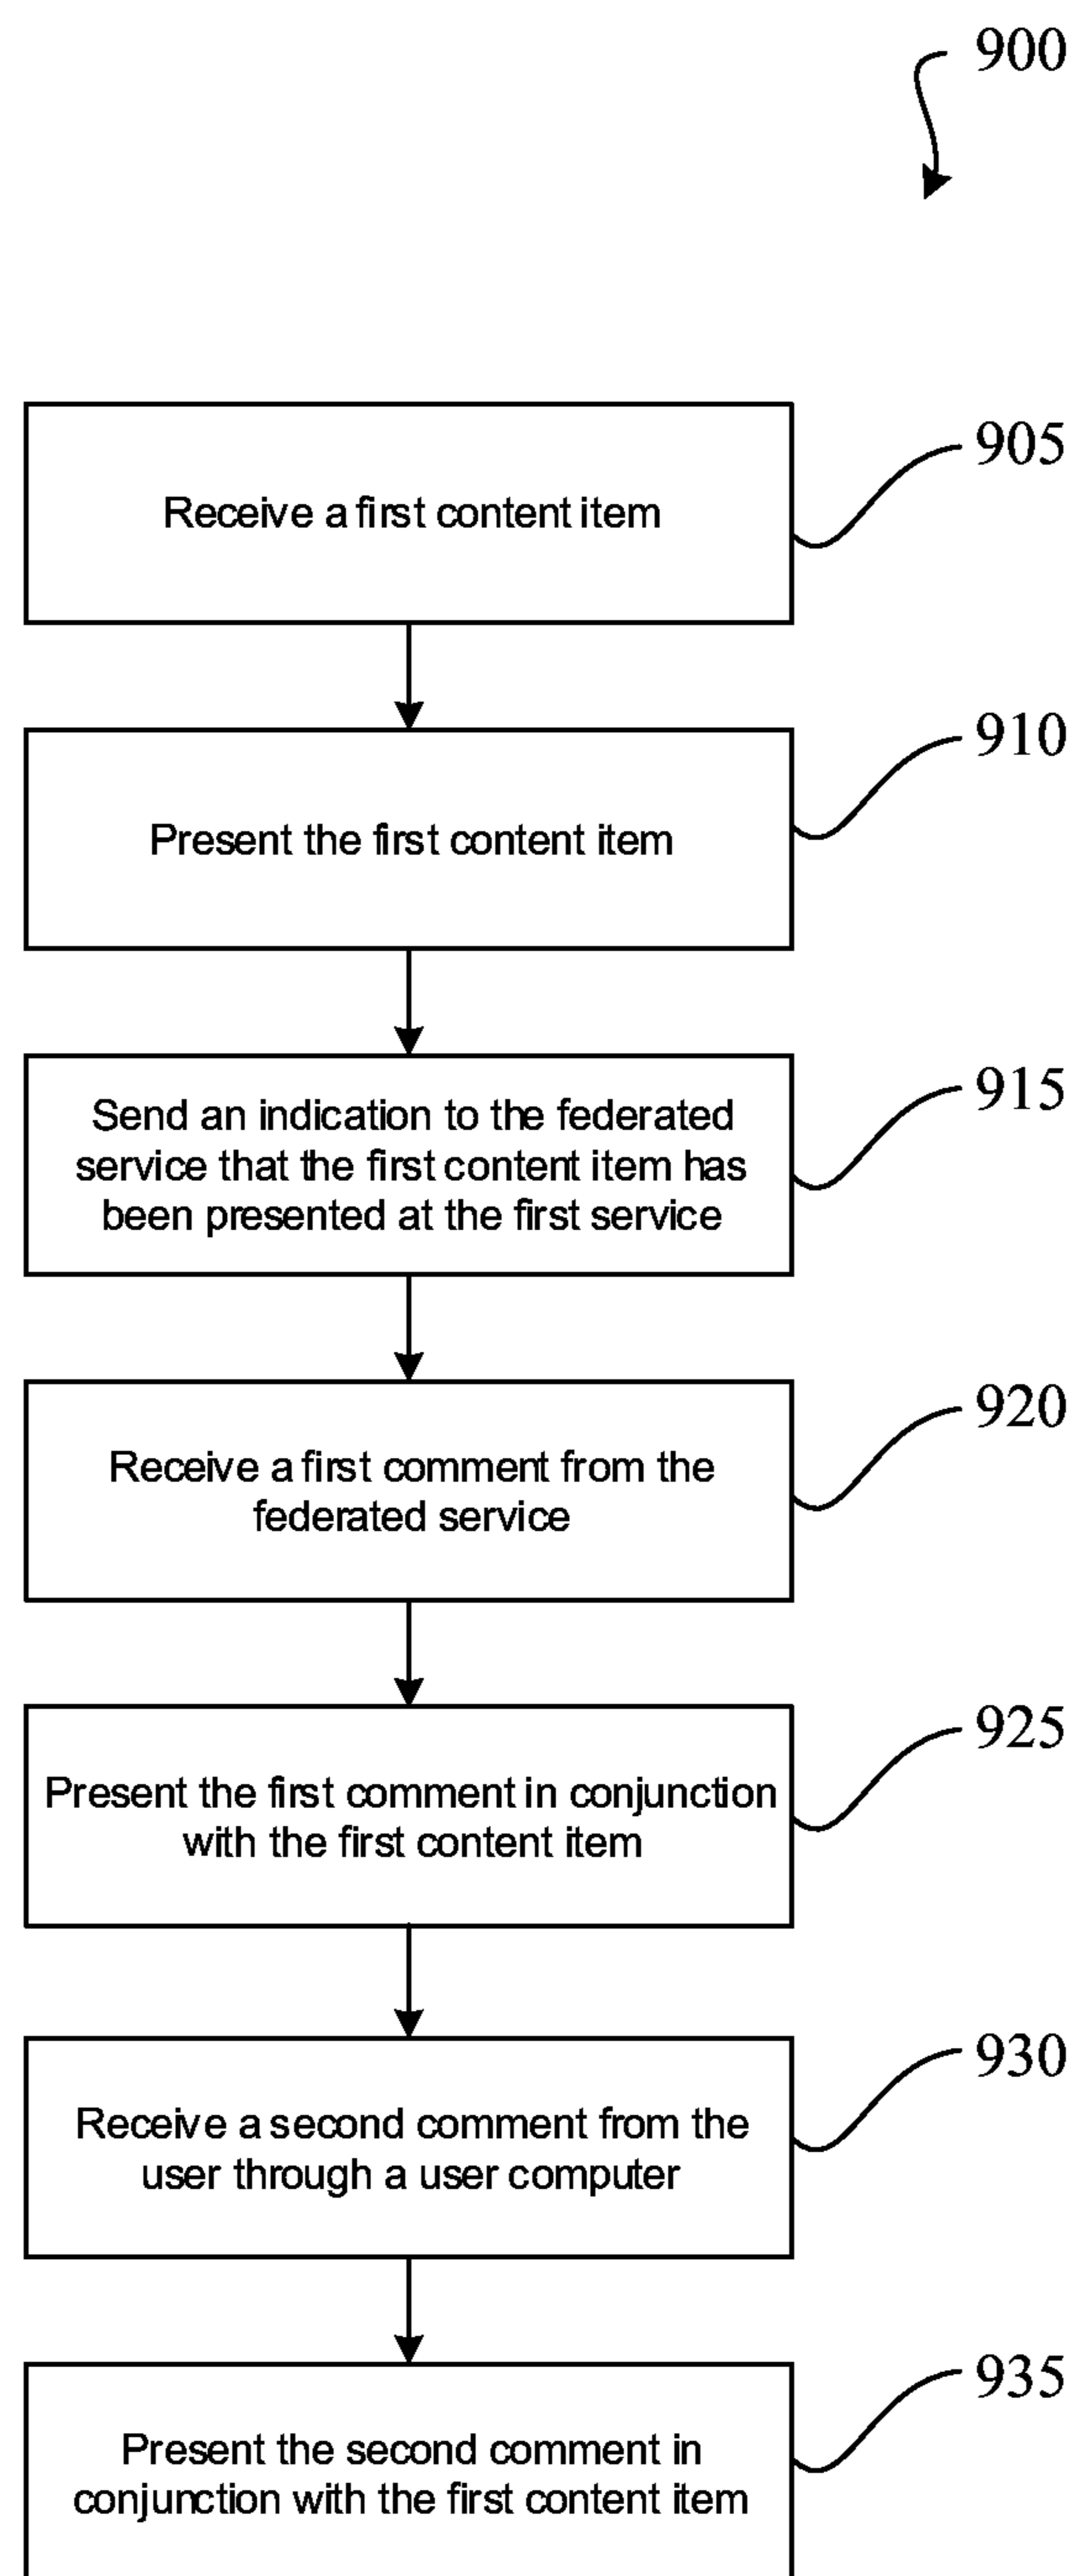 900
Receive a first content item
905
Present the first content item
910
Send an indication to the federated
service that the first content item has
been presented at the first service
915
Receive a first comment from the
federated service
920
Present the first comment in conjunction
with the first content item
925
Receive a second comment from the
user through a user computer
930
Present the second comment in
conjunction with the first content item
935